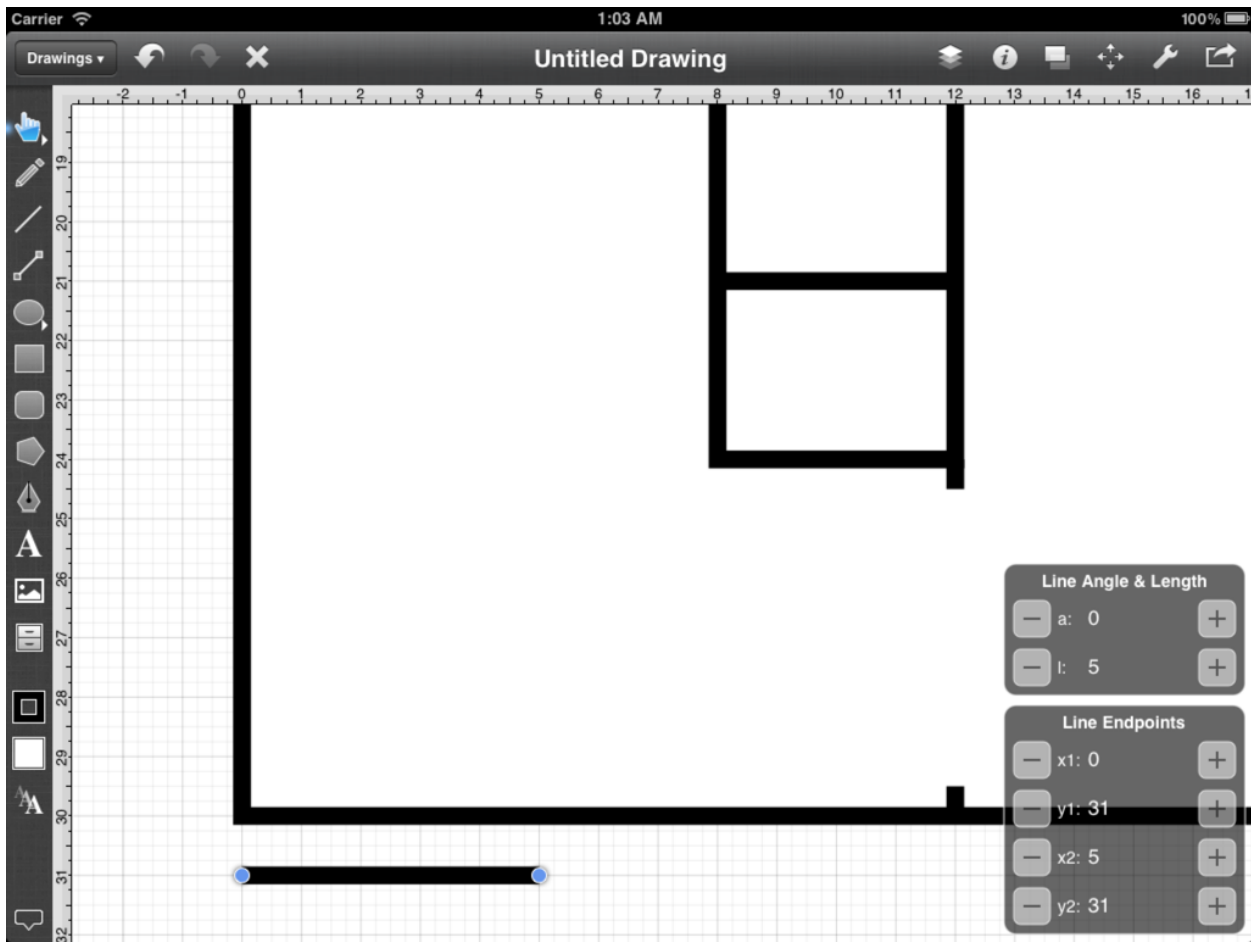 Carrier 1:03 AM 100%
Drawings ▾ Untitled Drawing
-2 -1 0 1 2 3 4 5 6 7 8 9 10 11 12 13 14 15 16 1
19
20
21
22
23
24
25
26
27
28
29
30
31
32
A
AAA
Line Angle & Length
− a: 0 +
− l: 5 +
Line Endpoints
− x1: 0 +
− y1: 31 +
− x2: 5 +
− y2: 31 +